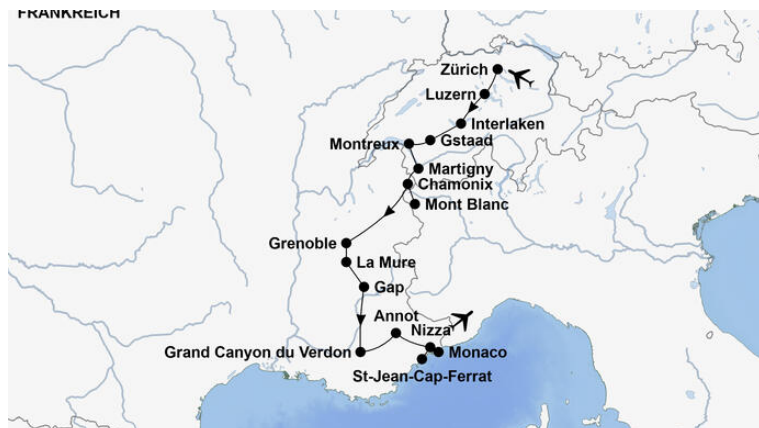 FRANKREICH
Zürich
Luzern
Interlaken
Gstaad
Montreux
Martigny
Chamonix
Mont Blanc
Grenoble
La Mure
Gap
Annot
Nizza
Grand Canyon du Verdon
Monaco
St-Jean-Cap-Ferrat